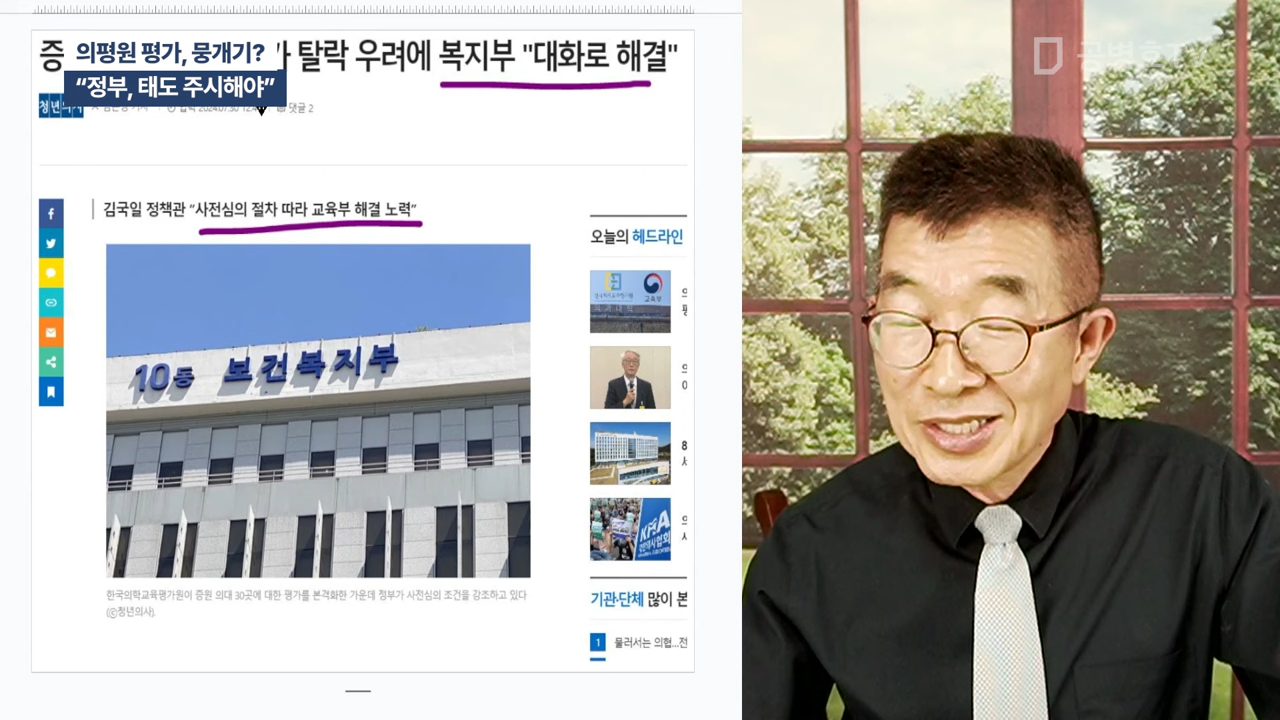 의평원 평가, 뭉개기?
“정부, 태도 주시해야”
증
탈락 우려에 복지부 "대화로 해결"
청년의사
댓글 2
김국일 정책관 “사전심의 절차 따라 교육부 해결 노력”
10동 보건복지부
한국의학교육평가원이 증원 의대 30곳에 대한 평가를 본격화한 가운데 정부가 사전심의 조건을 강조하고 있다
(ⓒ청년의사).
오늘의 헤드라인
교육부
KMA
기관·단체 많이 본
1 물러서는 의협...전